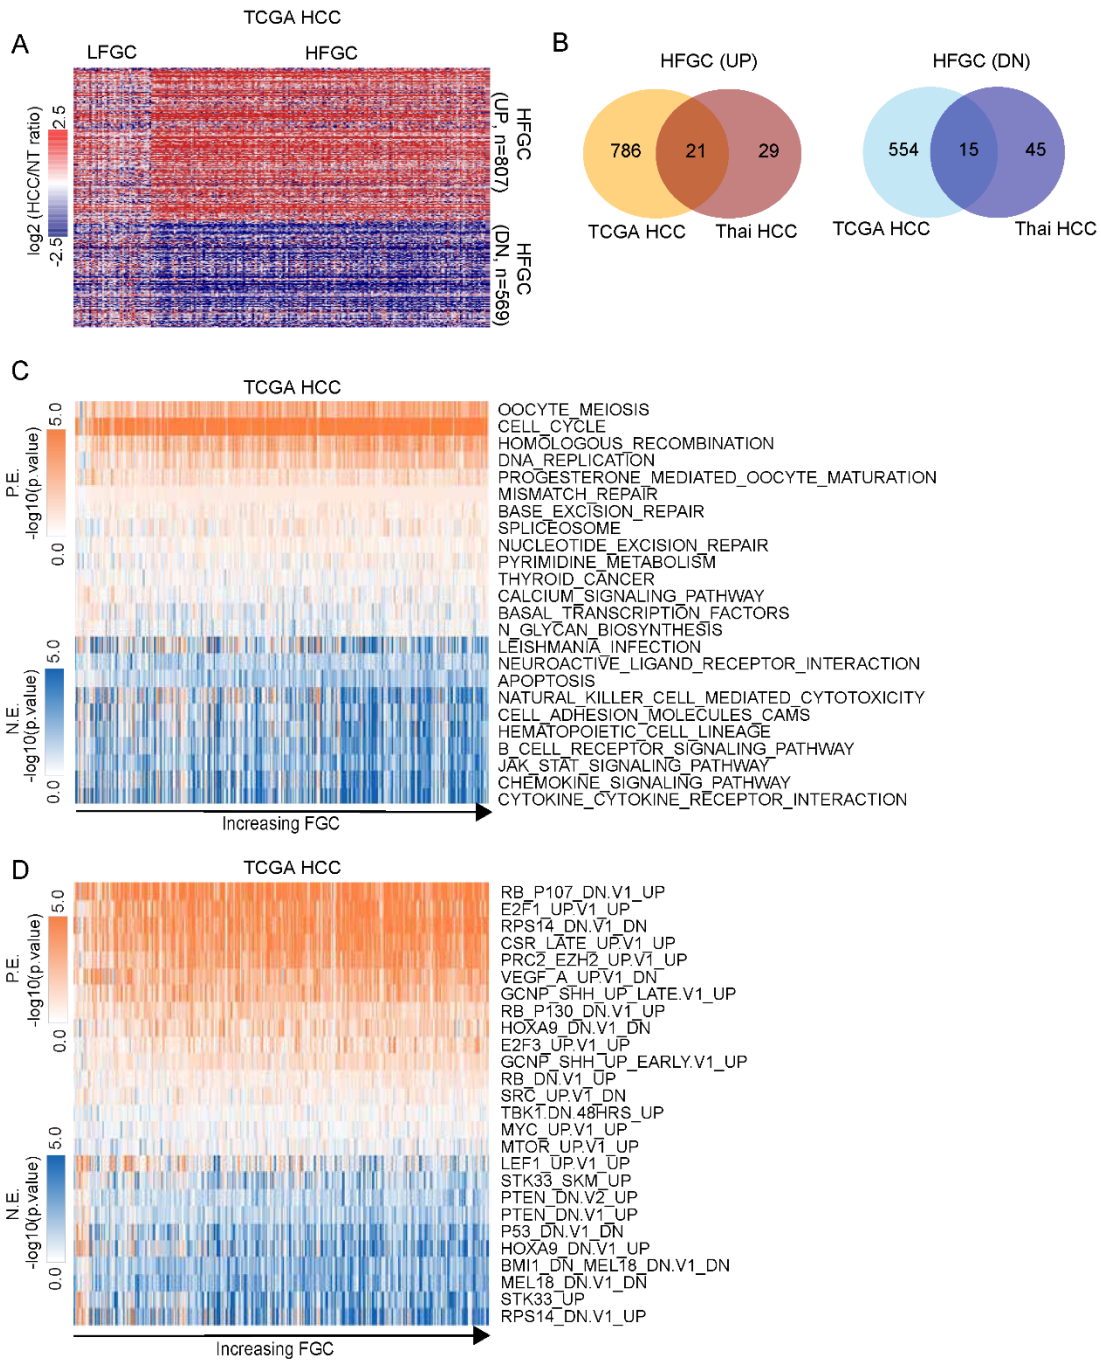 TCGA HCC
A
LFGC
HFGC
2.5
log2 (HCC/NT ratio)
-2.5
HFGC
(UP , n=807)
HFGC
(DN, n=569)
B
HFGC (UP)
786
21
29
TCGA HCC
Thai HCC
HFGC (DN)
554
15
45
TCGA HCC
Thai HCC
C
TCGA HCC
P.E.
-log10(p.value)
5.0
0.0
N.E.
-log10(p.value)
5.0
0.0
OOCYTE_MEIOSIS
CELL_CYCLE
HOMOLOGOUS_RECOMBINATION
DNA_REPLICATION
PROGESTERONE_MEDIATED_OOCYTE_MATURATION
MISMATCH_REPAIR
BASE_EXCISION_REPAIR
SPLICEOSOME
NUCLEOTIDE_EXCISION_REPAIR
PYRIMIDINE_METABOLISM
THYROID_CANCER
CALCIUM_SIGNALING_PATHWAY
BASAL_TRANSCRIPTION_FACTORS
N_GLYCAN_BIOSYNTHESIS
LEISHMANIA_INFECTION
NEUROACTIVE_LIGAND_RECEPTOR_INTERACTION
APOPTOSIS
NATURAL_KILLER_CELL_MEDIATED_CYTOTOXICITY
CELL_ADHESION_MOLECULES_CAMS
HEMATOPOIETIC_CELL_LINEAGE
B_CELL_RECEPTOR_SIGNALING_PATHWAY
JAK_STAT_SIGNALING_PATHWAY
CHEMOKINE_SIGNALING_PATHWAY
CYTOKINE_CYTOKINE_RECEPTOR_INTERACTION
Increasing FGC
D
TCGA HCC
P.E.
-log10(p.value)
5.0
0.0
N.E.
-log10(p.value)
5.0
0.0
RB_P107_DN.V1_UP
E2F1_UP.V1_UP
RPS14_DN.V1_DN
CSR_LATE_UP.V1_UP
PRC2_EZH2_UP.V1_UP
VEGF_A_UP.V1_DN
GCNP_SHH_UP_LATE.V1_UP
RB_P130_DN.V1_UP
HOXA9_DN.V1_DN
E2F3_UP.V1_UP
GCNP_SHH_UP_EARLY.V1_UP
RB_DN.V1_UP
SRC_UP.V1_DN
TBK1.DN.48HRS_UP
MYC_UP.V1_UP
MTOR_UP.V1_UP
LEF1_UP.V1_UP
STK33_SKM_UP
PTEN_DN.V2_UP
PTEN_DN.V1_UP
P53_DN.V1_DN
HOXA9_DN.V1_UP
BMI1_DN_MEL18_DN.V1_DN
MEL18_DN.V1_DN
STK33_UP
RPS14_DN.V1_UP
Increasing FGC